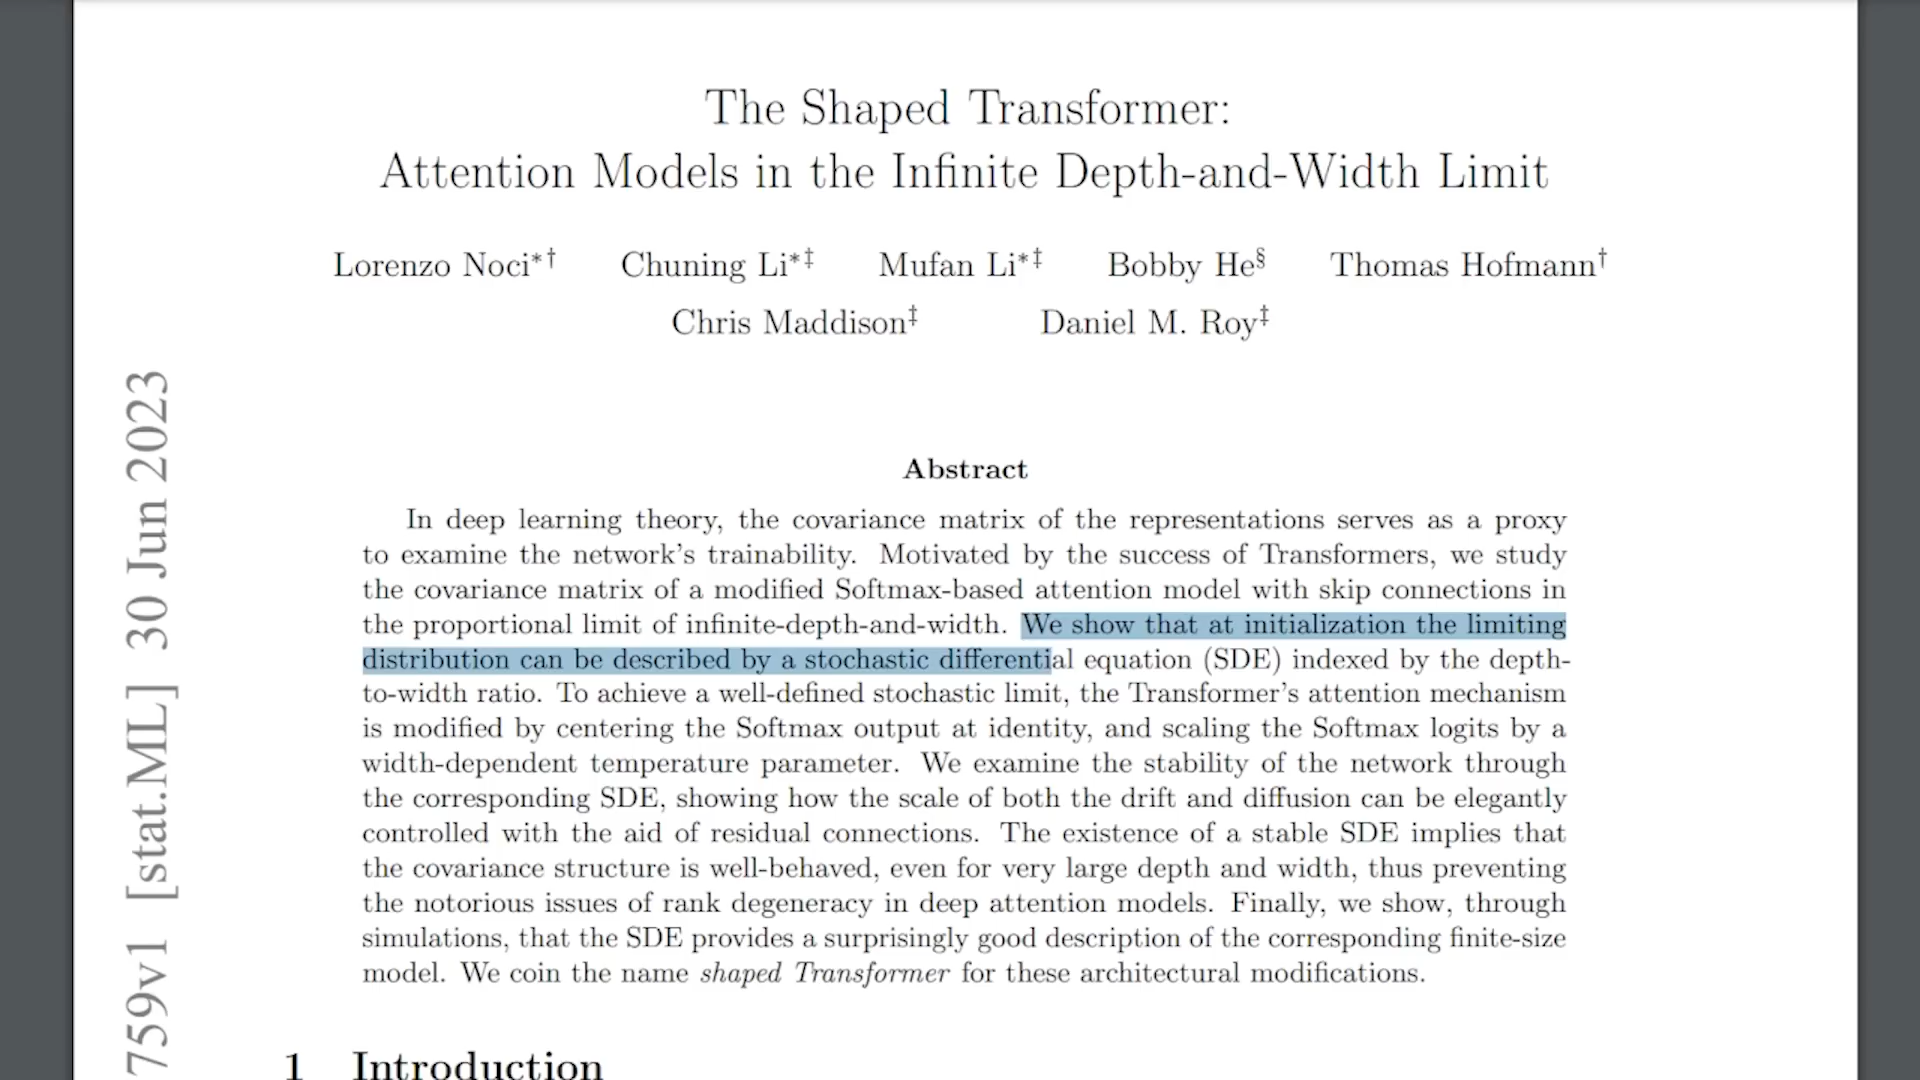 The Shaped Transformer:
Attention Models in the Infinite Depth-and-Width Limit
Lorenzo Noci*† Chuning Li*‡ Mufan Li*‡ Bobby He§ Thomas Hofmann†
Chris Maddison‡ Daniel M. Roy‡
759v1 [stat.ML] 30 Jun 2023
Abstract
In deep learning theory, the covariance matrix of the representations serves as a proxy
to examine the network's trainability. Motivated by the success of Transformers, we study
the covariance matrix of a modified Softmax-based attention model with skip connections in
the proportional limit of infinite-depth-and-width. We show that at initialization the limiting
distribution can be described by a stochastic differential equation (SDE) indexed by the depth-
to-width ratio. To achieve a well-defined stochastic limit, the Transformer's attention mechanism
is modified by centering the Softmax output at identity, and scaling the Softmax logits by a
width-dependent temperature parameter. We examine the stability of the network through
the corresponding SDE, showing how the scale of both the drift and diffusion can be elegantly
controlled with the aid of residual connections. The existence of a stable SDE implies that
the covariance structure is well-behaved, even for very large depth and width, thus preventing
the notorious issues of rank degeneracy in deep attention models. Finally, we show, through
simulations, that the SDE provides a surprisingly good description of the corresponding finite-size
model. We coin the name shaped Transformer for these architectural modifications.
1 Introduction